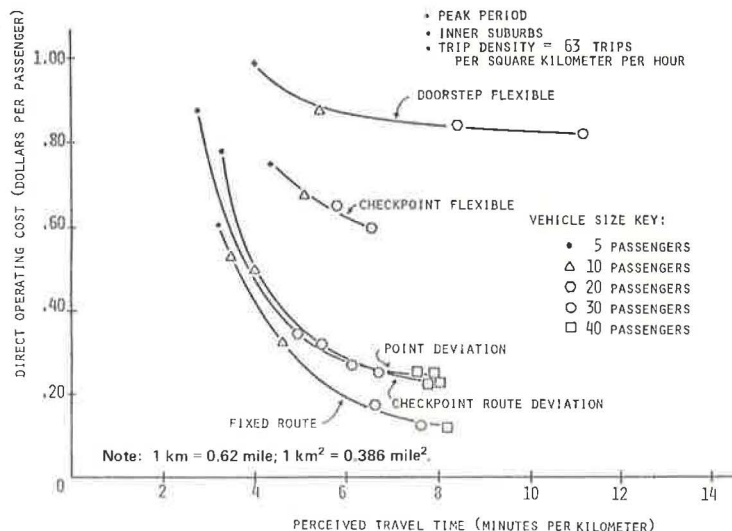 • PEAK PERIOD
• INNER SUBURBS
• TRIP DENSITY = 63 TRIPS
PER SQUARE KILOMETER PER HOUR
DIRECT OPERATING COST (DOLLARS PER PASSENGER)
1.00
.80
.60
.40
.20
0
DOORSTEP FLEXIBLE
CHECKPOINT FLEXIBLE
VEHICLE SIZE KEY:
5 PASSENGERS
10 PASSENGERS
20 PASSENGERS
30 PASSENGERS
40 PASSENGERS
POINT DEVIATION
CHECKPOINT ROUTE DEVIATION
FIXED ROUTE
Note: 1 km = 0.62 mile; 1 km² = 0.386 mile².
2 4 6 8 10 12 14
PERCEIVED TRAVEL TIME (MINUTES PER KILOMETER)